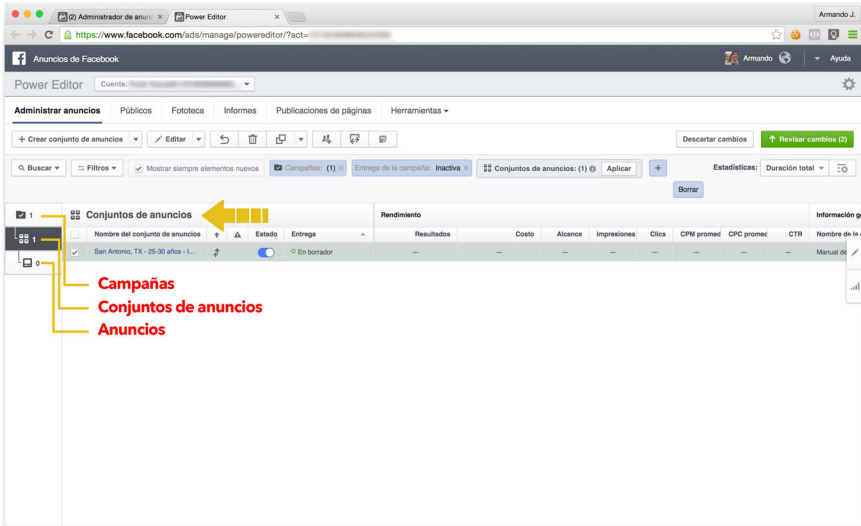 (2) Administrador de anunc
Power Editor
Armando J.
https://www.facebook.com/ads/manage/powereditor/?act=
Anuncios de Facebook
Armando
Ayuda
Power Editor
Cuenta:
Administrar anuncios
Públicos
Fototeca
Informes
Publicaciones de páginas
Herramientas
+ Crear conjunto de anuncios
Editar
Descartar cambios
Revisar cambios (2)
Buscar
Filtros
Mostrar siempre elementos nuevos
Campañas: (1)
Entrega de la campaña: Inactiva
Conjuntos de anuncios: (1)
Aplicar
+
Estadísticas:
Duración total
Borrar
1
Conjuntos de anuncios
Rendimiento
Información g
1
Nombre del conjunto de anuncios
Estado
Entrega
Resultados
Costo
Alcance
Impresiones
Clics
CPM promed
CPC promec
CTR
Nombre de la
San Antonio, TX - 25-30 años - I...
En borrador
—
—
—
—
—
—
—
—
Manual de
0
Campañas
Conjuntos de anuncios
Anuncios